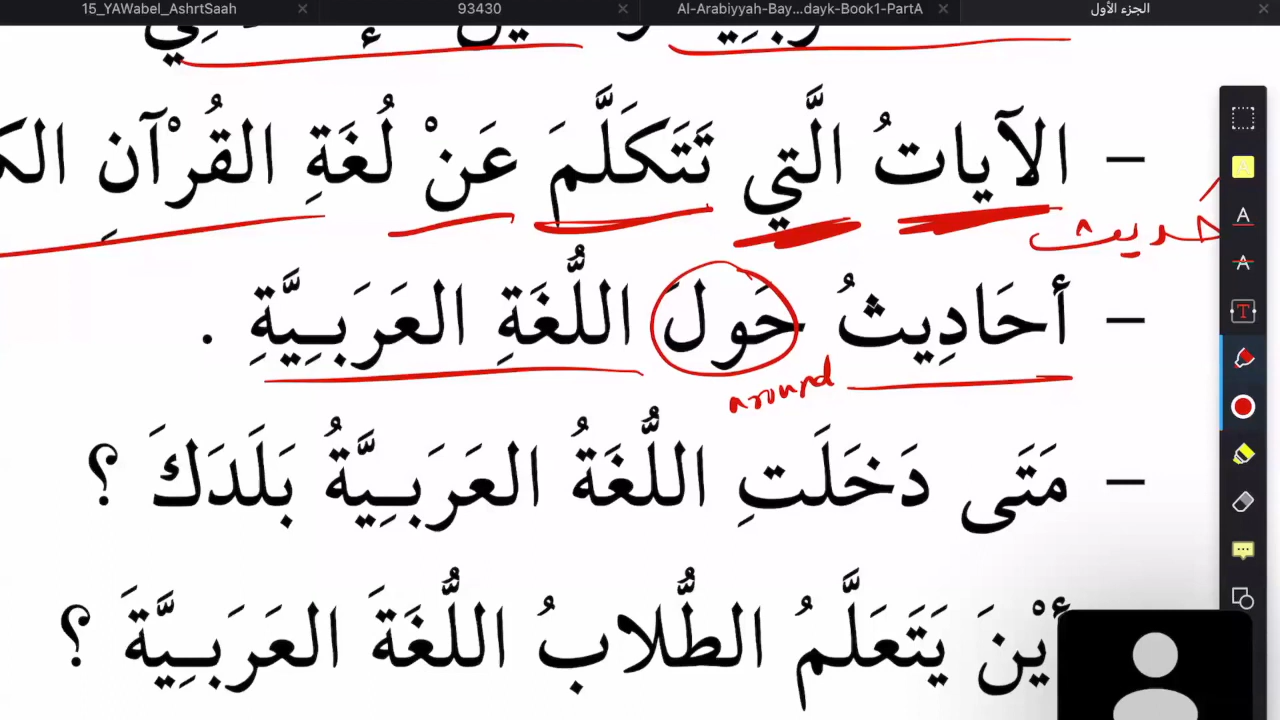 15_YAWabel_AshrtSaah 93430 Al-Arabiyyah-Bay...dayk-Book1-PartA الجزء الأول
– الآياتُ الَّتي تَتَكَلَّمَ عَنْ لُغَةِ القُرْآنِ
حديث
– أحَادِيثُ حَولَ اللُّغَةِ العَرَبِيَّةِ .
around
– مَتَى دَخَلَتِ اللُّغَةُ العَرَبِيَّةُ بَلَدَكَ ؟
أيْنَ يَتَعَلَّمُ الطُّلابُ اللُّغَةَ العَرَبِيَّةَ ؟